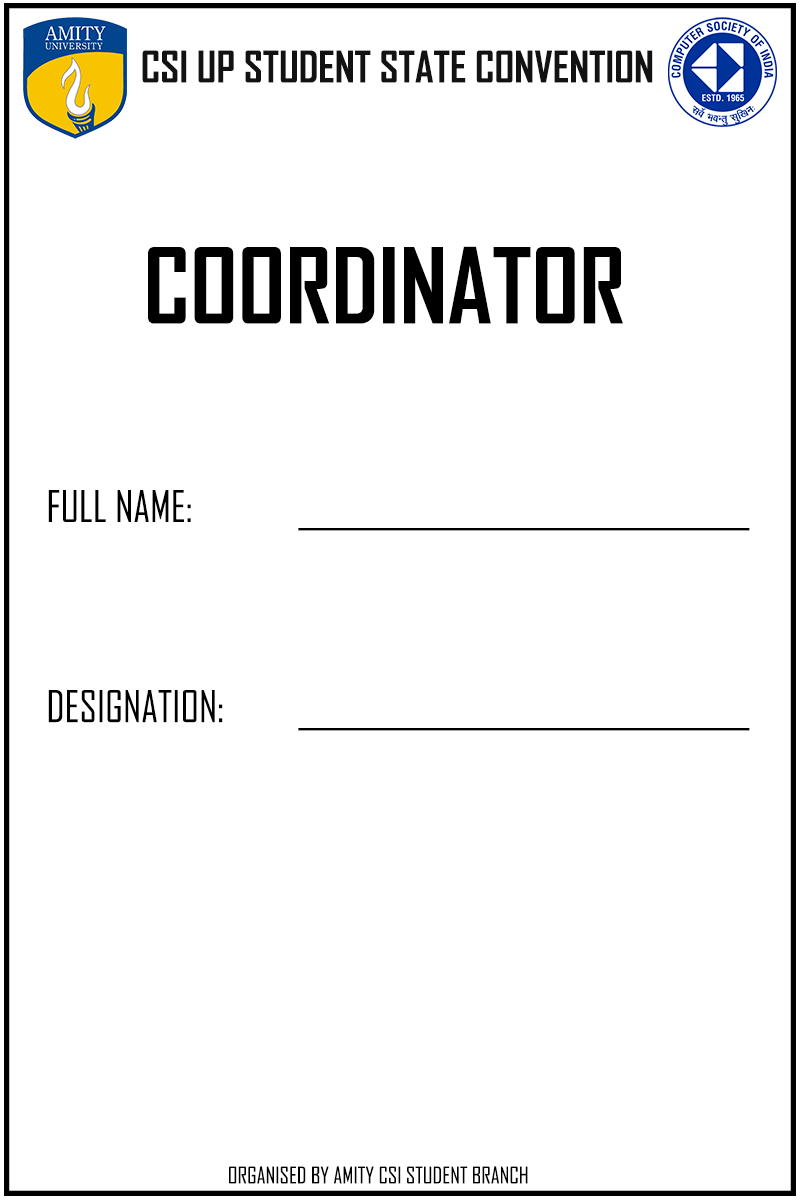 AMITY
UNIVERSITY
CSI UP STUDENT STATE CONVENTION
COMPUTER SOCIETY OF INDIA
ESTD. 1965
सर्वे भवन्तु सुखिनः
COORDINATOR
FULL NAME:
DESIGNATION:
ORGANISED BY AMITY CSI STUDENT BRANCH